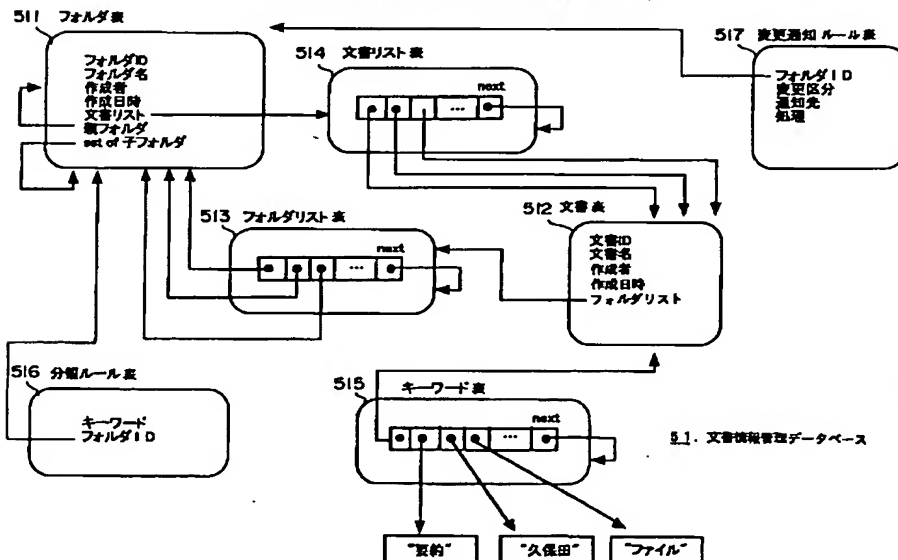 511 フォルダ表
フォルダID
フォルダ名
作成者
作成日時
文書リスト
親フォルダ
set of 子フォルダ
514 文書リスト表
next
...
517 変更通知ルール表
フォルダID
変更区分
通知先
処理
513 フォルダリスト表
next
...
512 文書表
文書ID
文書名
作成者
作成日時
フォルダリスト
516 分類ルール表
キーワード
フォルダID
515 キーワード表
next
...
51. 文書情報管理データベース
"要約"
"久保田"
"ファイル"